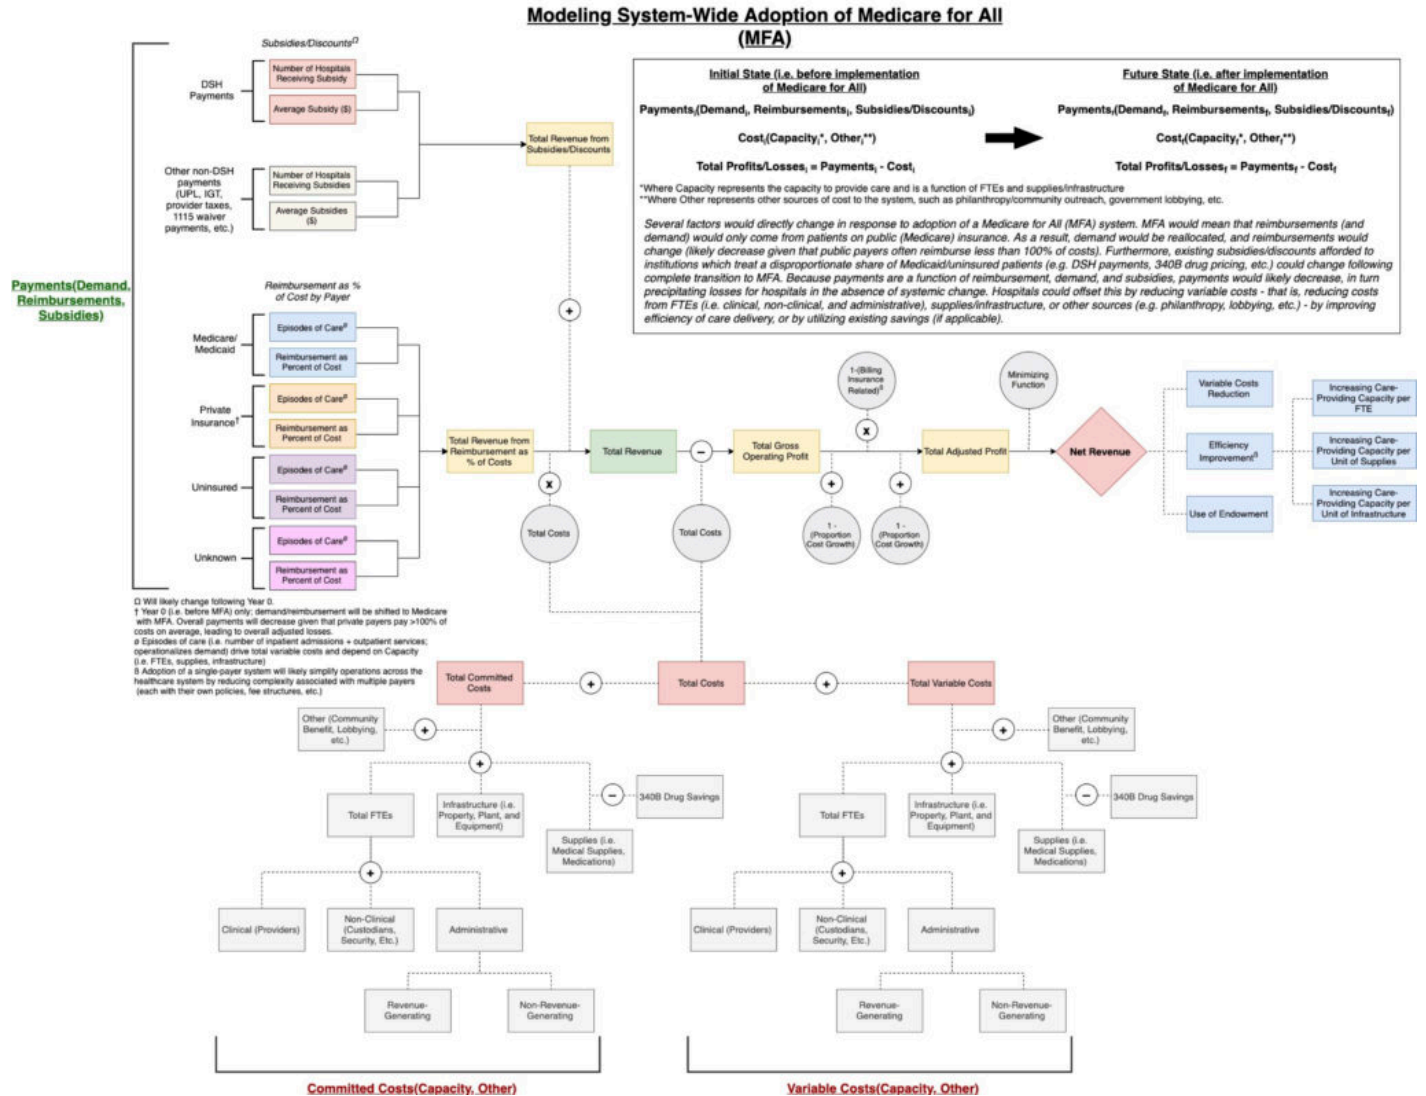 Modeling System-Wide Adoption of Medicare for All
(MFA)
Subsidies/DiscountsΩ
DSH
Payments
Number of Hospitals
Receiving Subsidy
Average Subsidy ($)
Other non-DSH
payments
(UPL, IGT,
provider taxes,
1115 waiver
payments, etc.)
Number of Hospitals
Receiving Subsidies
Average Subsidies
($)
Total Revenue from
Subsidies/Discounts
Initial State (i.e. before implementation
of Medicare for All)
Paymentsi(Demandi, Reimbursementsi, Subsidies/Discountsi)
Costi(Capacityi*, Otheri**)
Total Profits/Lossesi = Paymentsi - Costi
Future State (i.e. after implementation
of Medicare for All)
Paymentsf(Demandf, Reimbursementsf, Subsidies/Discountsf)
Costf(Capacityf*, Otherf**)
Total Profits/Lossesf = Paymentsf - Costf
*Where Capacity represents the capacity to provide care and is a function of FTEs and supplies/infrastructure
**Where Other represents other sources of cost to the system, such as philanthropy/community outreach, government lobbying, etc.
Several factors would directly change in response to adoption of a Medicare for All (MFA) system. MFA would mean that reimbursements (and
demand) would only come from patients on public (Medicare) insurance. As a result, demand would be reallocated, and reimbursements would
change (likely decrease given that public payers often reimburse less than 100% of costs). Furthermore, existing subsidies/discounts afforded to
institutions which treat a disproportionate share of Medicaid/uninsured patients (e.g. DSH payments, 340B drug pricing, etc.) could change following
complete transition to MFA. Because payments are a function of reimbursement, demand, and subsidies, payments would likely decrease, in turn
precipitating losses for hospitals in the absence of systemic change. Hospitals could offset this by reducing variable costs - that is, reducing costs
from FTEs (i.e. clinical, non-clinical, and administrative), supplies/infrastructure, or other sources (e.g. philanthropy, lobbying, etc.) - by improving
efficiency of care delivery, or by utilizing existing savings (if applicable).
Payments(Demand,
Reimbursements,
Subsidies)
Reimbursement as %
of Cost by Payer
Medicare/
Medicaid
Episodes of Careø
Reimbursement as
Percent of Cost
Private
Insurance†
Episodes of Careø
Reimbursement as
Percent of Cost
Uninsured
Episodes of Careø
Reimbursement as
Percent of Cost
Unknown
Episodes of Careø
Reimbursement as
Percent of Cost
Total Revenue from
Reimbursement as
% of Costs
+
x
Total Costs
Total Revenue
−
Total Costs
Total Gross
Operating Profit
1-(Billing
Insurance
Related)ß
x
+
1 -
(Proportion
Cost Growth)
+
1 -
(Proportion
Cost Growth)
Total Adjusted Profit
Minimizing
Function
Net Revenue
Variable Costs
Reduction
Efficiency
Improvementß
Use of Endowment
Increasing Care-
Providing Capacity per
FTE
Increasing Care-
Providing Capacity per
Unit of Supplies
Increasing Care-
Providing Capacity per
Unit of Infrastructure
Ω Will likely change following Year 0.
† Year 0 (i.e. before MFA) only; demand/reimbursement will be shifted to Medicare
with MFA. Overall payments will decrease given that private payers pay >100% of
costs on average, leading to overall adjusted losses.
ø Episodes of care (i.e. number of inpatient admissions + outpatient services;
operationalizes demand) drive total variable costs and depend on Capacity
(i.e. FTEs, supplies, infrastructure)
ß Adoption of a single-payer system will likely simplify operations across the
healthcare system by reducing complexity associated with multiple payers
(each with their own policies, fee structures, etc.)
Total Committed
Costs
+
Total Costs
+
Total Variable Costs
Other (Community
Benefit, Lobbying,
etc.)
+
+
Total FTEs
Infrastructure (i.e.
Property, Plant, and
Equipment)
−
340B Drug Savings
Supplies (i.e.
Medical Supplies,
Medications)
+
Clinical (Providers)
Non-Clinical
(Custodians,
Security, Etc.)
Administrative
Revenue-
Generating
Non-Revenue-
Generating
Committed Costs(Capacity, Other)
+
Other (Community
Benefit, Lobbying,
etc.)
+
Total FTEs
Infrastructure (i.e.
Property, Plant, and
Equipment)
−
340B Drug Savings
Supplies (i.e.
Medical Supplies,
Medications)
+
Clinical (Providers)
Non-Clinical
(Custodians,
Security, Etc.)
Administrative
Revenue-
Generating
Non-Revenue-
Generating
Variable Costs(Capacity, Other)